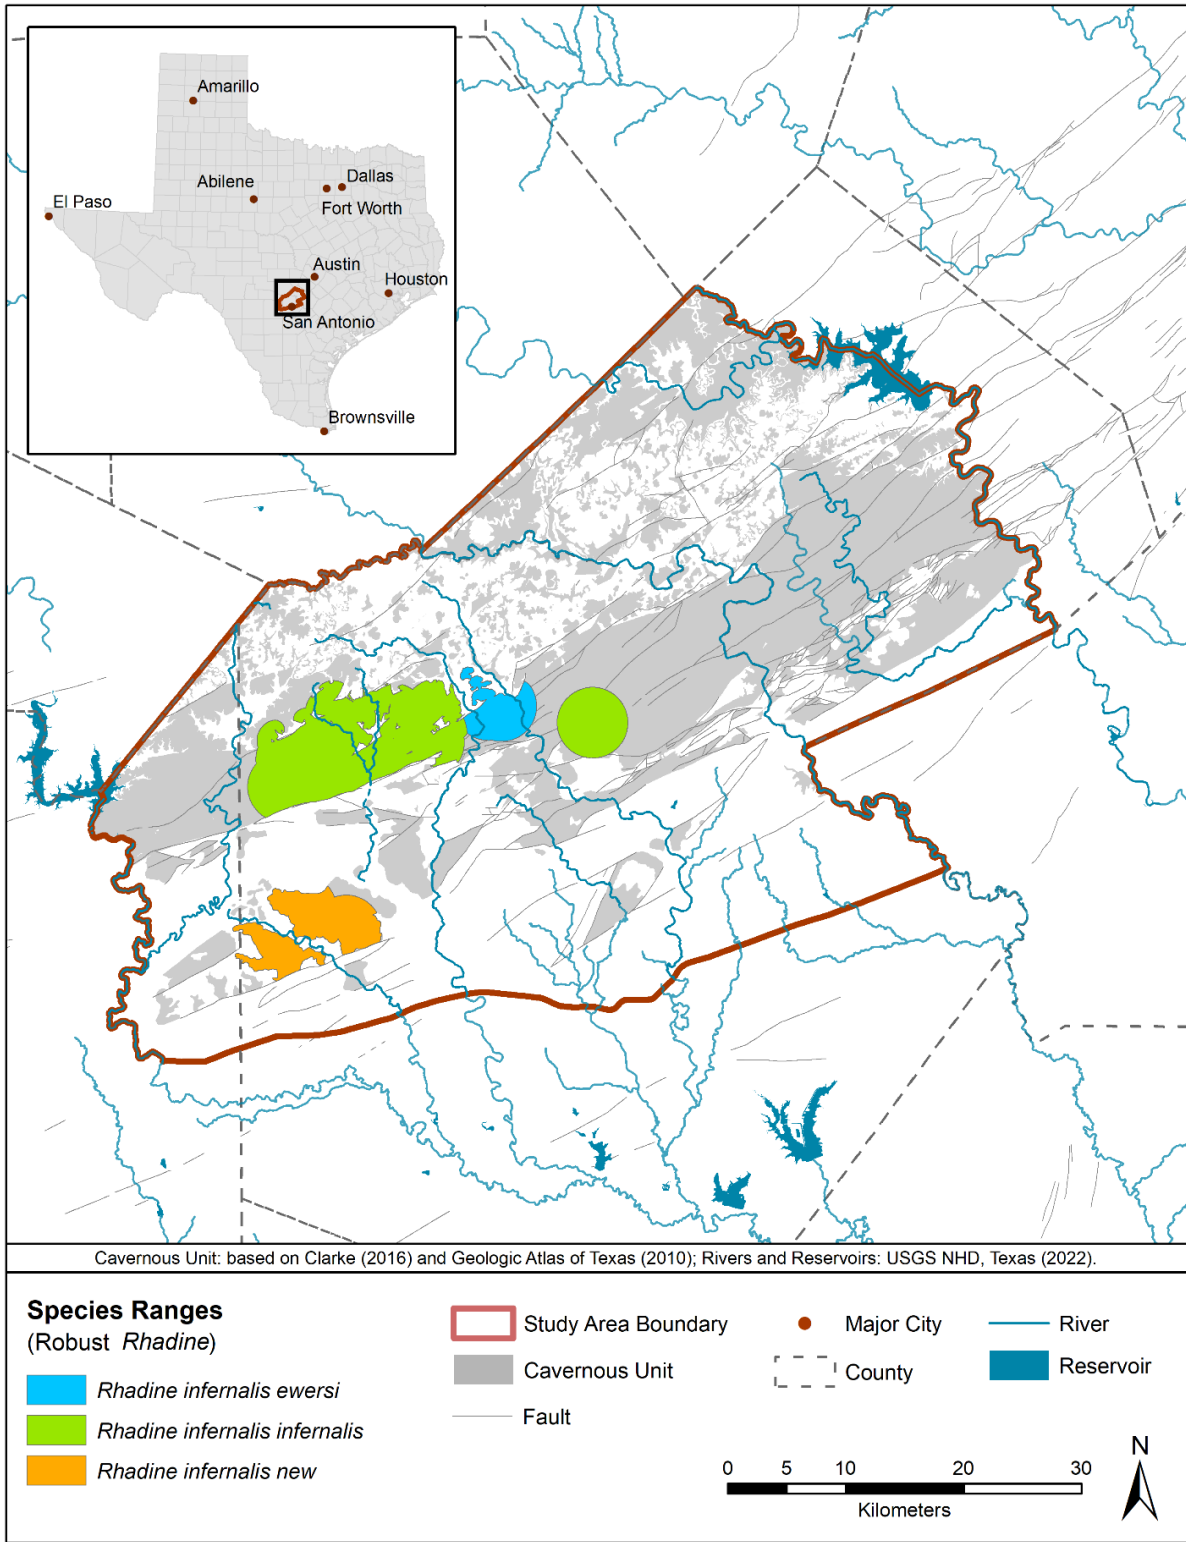 Amarillo
Abilene
Dallas
Fort Worth
El Paso
Austin
Houston
San Antonio
Brownsville
Cavernous Unit: based on Clarke (2016) and Geologic Atlas of Texas (2010); Rivers and Reservoirs: USGS NHD, Texas (2022).
Species Ranges
(Robust Rhadine)
Rhadine infernalis ewersi
Rhadine infernalis infernalis
Rhadine infernalis new
Study Area Boundary
Cavernous Unit
Fault
Major City
County
River
Reservoir
0 5 10 20 30
Kilometers
N